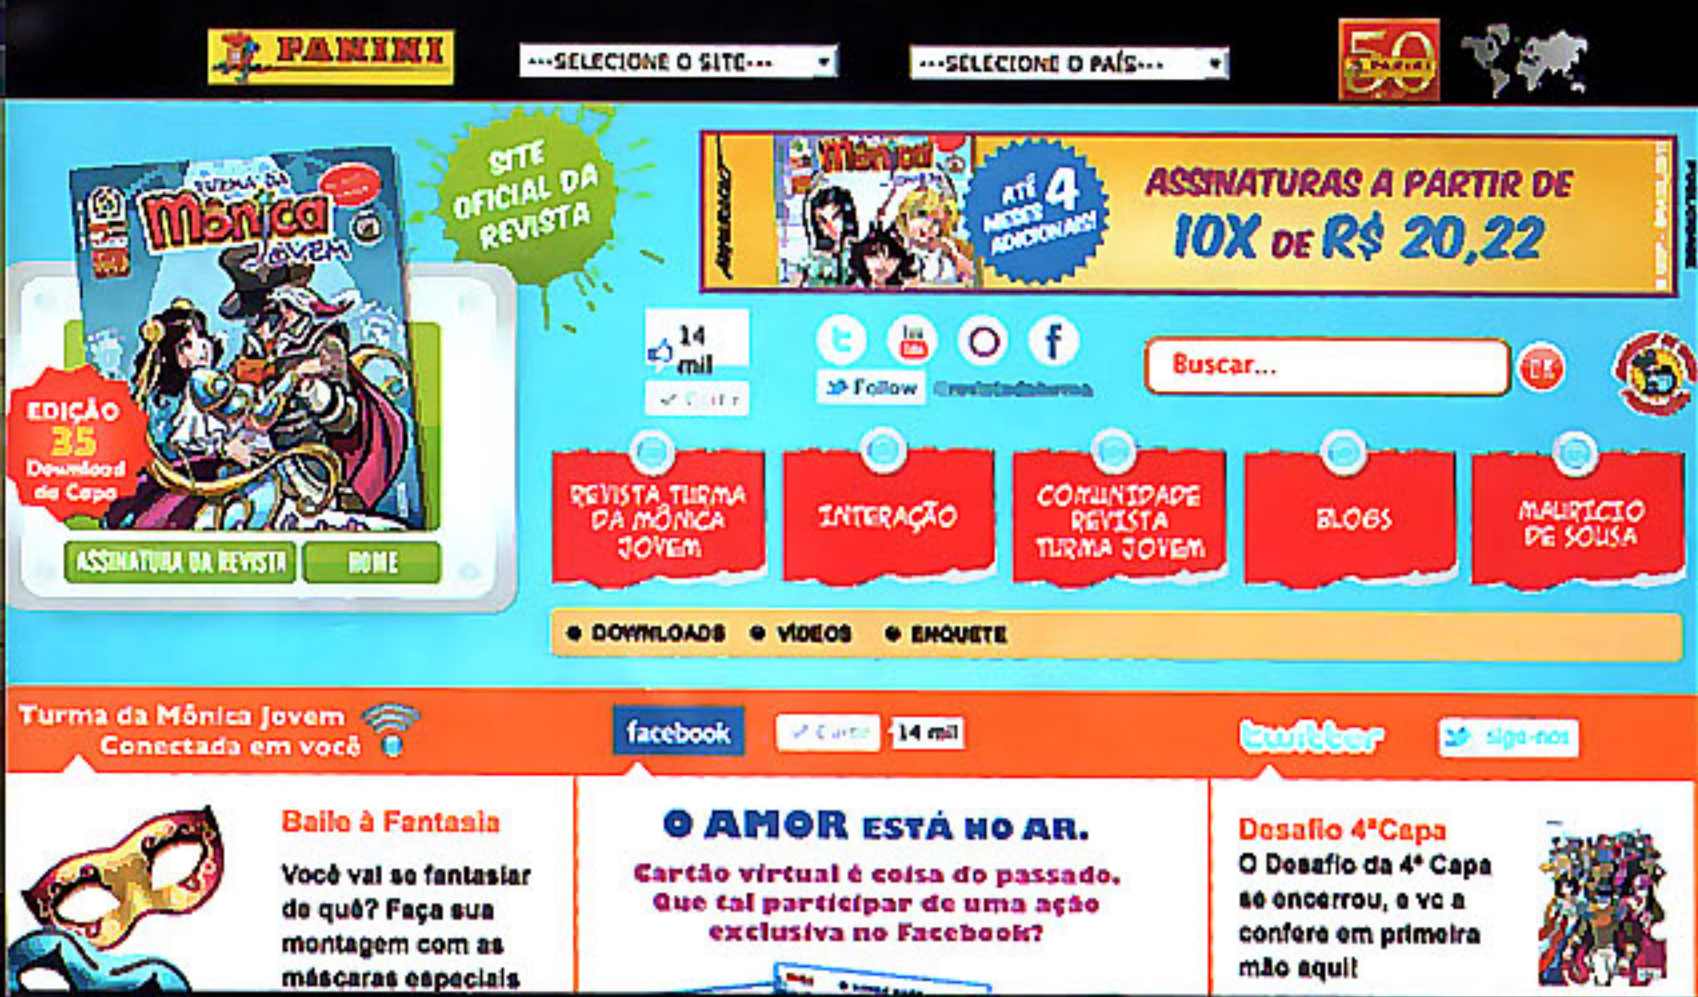 PANINI
---SELECIONE O SITE---
---SELECIONE O PAÍS---
50
PANINI
TURMA DA
Mônica
JOVEM
SITE
OFICIAL DA
REVISTA
EDIÇÃO
35
Download
da Capa
ASSINATURA DA REVISTA
HOME
Mônica
ATÉ 4
MESES
ADICIONAIS!
ASSINATURAS A PARTIR DE
10X DE R$ 20,22
14
mil
Curtir
Follow
Buscar...
OK
REVISTA TURMA
DA MÔNICA
JOVEM
INTERAÇÃO
COMUNIDADE
REVISTA
TURMA JOVEM
BLOGS
MAURICIO
DE SOUSA
DOWNLOADS
VÍDEOS
ENQUETE
Turma da Mônica Jovem
Conectada em você
facebook
Curtir
14 mil
twitter
siga-nos
Baile à Fantasia
Você vai se fantasiar
de quê? Faça sua
montagem com as
máscaras especiais
O AMOR ESTÁ NO AR.
Cartão virtual é coisa do passado.
Que tal participar de uma ação
exclusiva no Facebook?
Desafio 4ªCapa
O Desafio da 4ª Capa
se encerrou, e vc a
confere em primeira
mão aqui!